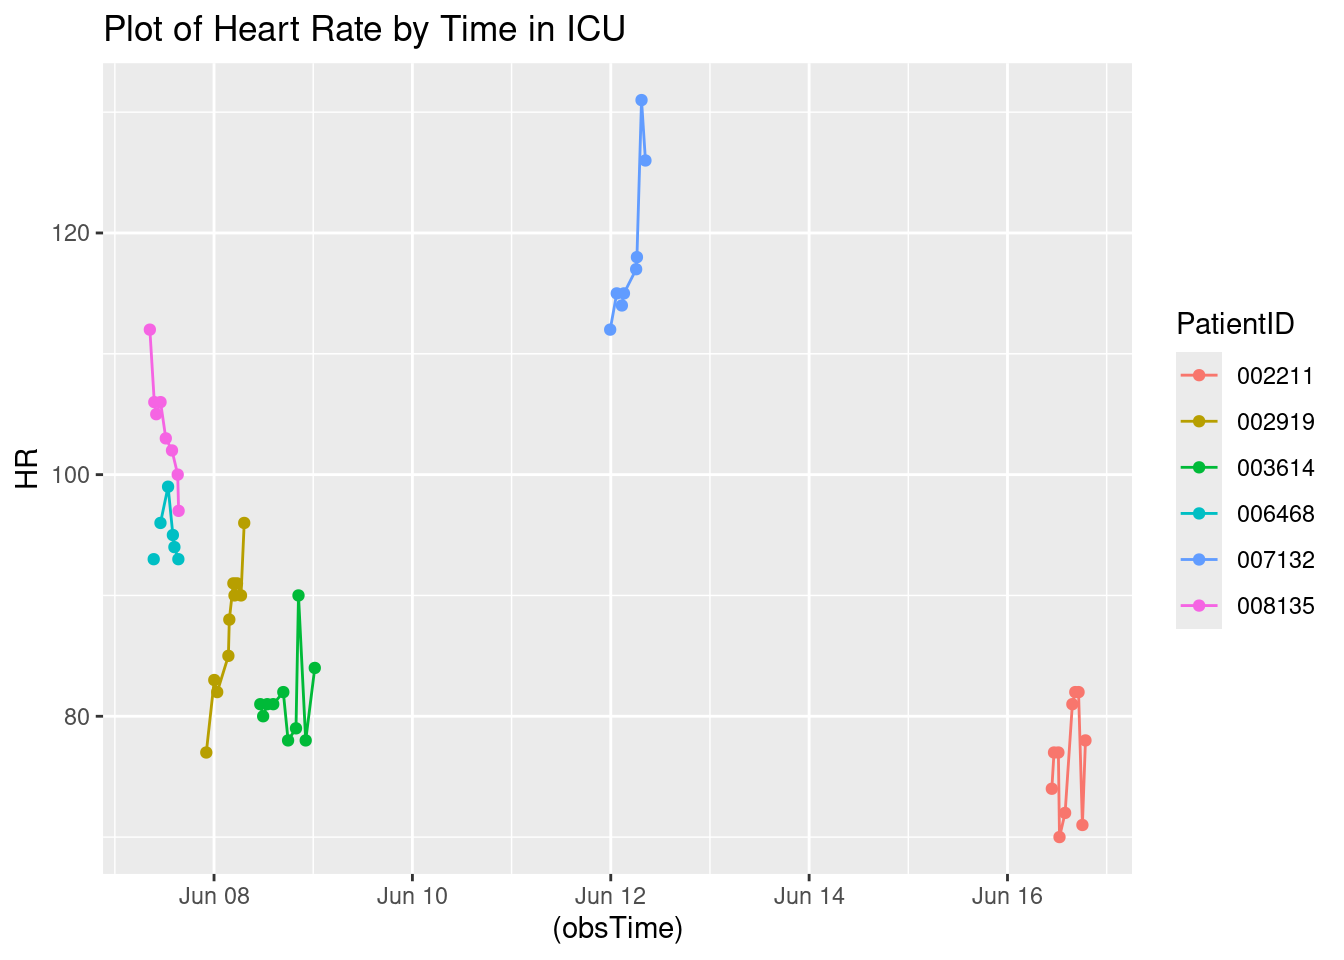 Plot of Heart Rate by Time in ICU
120
100
80
HR
Jun 08 Jun 10 Jun 12 Jun 14 Jun 16
(obsTime)
PatientID
002211
002919
003614
006468
007132
008135